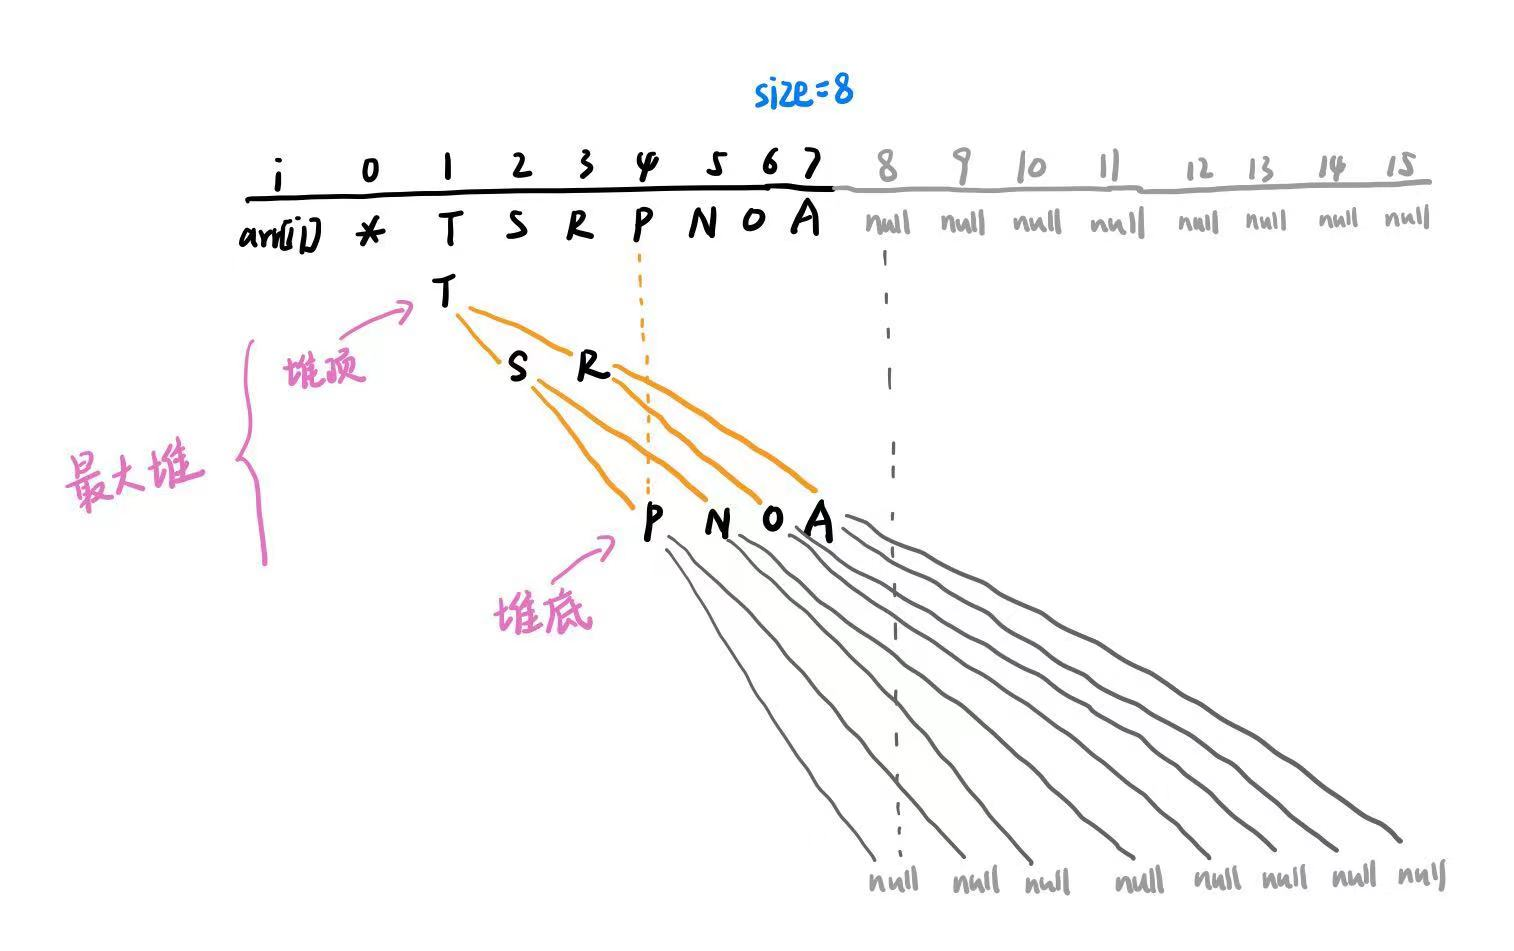 size=8
i 0 1 2 3 4 5 6 7 8 9 10 11 12 13 14 15
arr[i] * T S R P N O A null null null null null null null null
T
堆顶
S R
最大堆
P N O A
堆底
null null null null null null null null